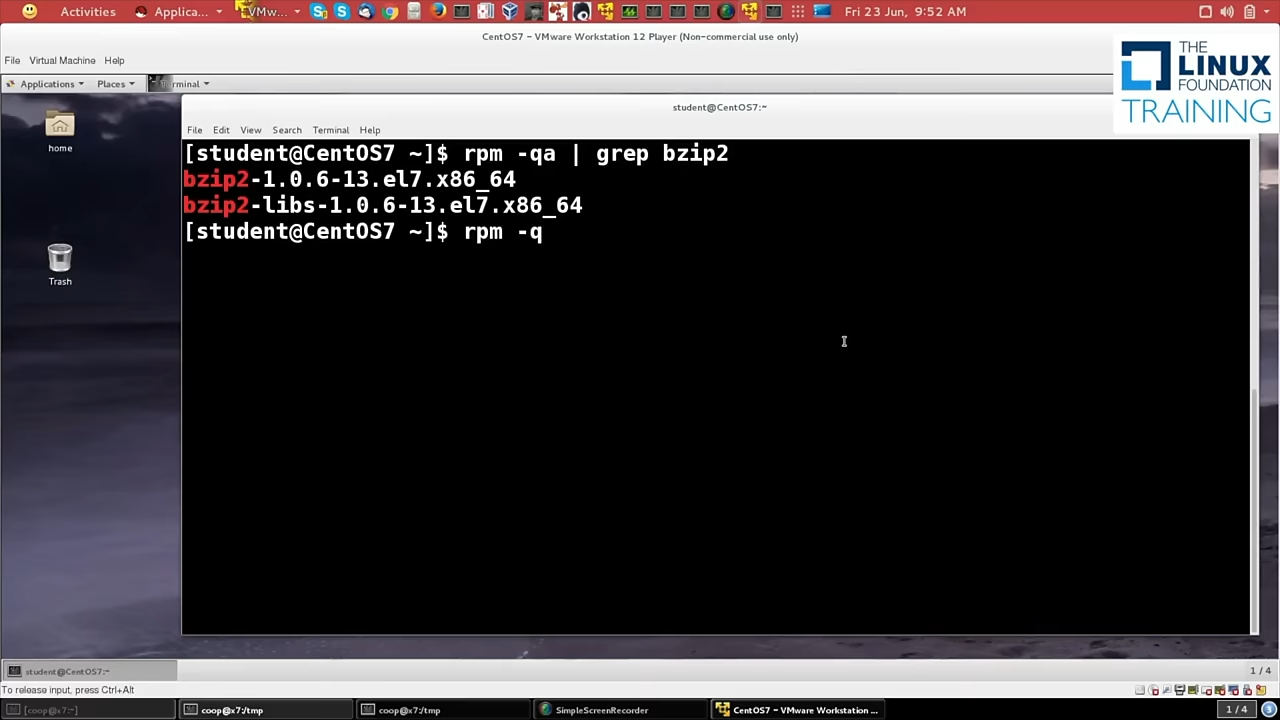 Activities
Applica...
VMw...
Fri 23 Jun, 9:52 AM
CentOS7 - VMware Workstation 12 Player (Non-commercial use only)
File Virtual Machine Help
THE
LINUX
FOUNDATION
TRAINING
Applications Places Terminal
student@CentOS7:~
File Edit View Search Terminal Help
home
Trash
[student@CentOS7 ~]$ rpm -qa | grep bzip2
bzip2-1.0.6-13.el7.x86_64
bzip2-libs-1.0.6-13.el7.x86_64
[student@CentOS7 ~]$ rpm -q
student@CentOS7:~
1 / 4
To release input, press Ctrl+Alt
[coop@x7:~]
coop@x7:/tmp
coop@x7:/tmp
SimpleScreenRecorder
CentOS7 - VMware Workstation ...
1 / 4